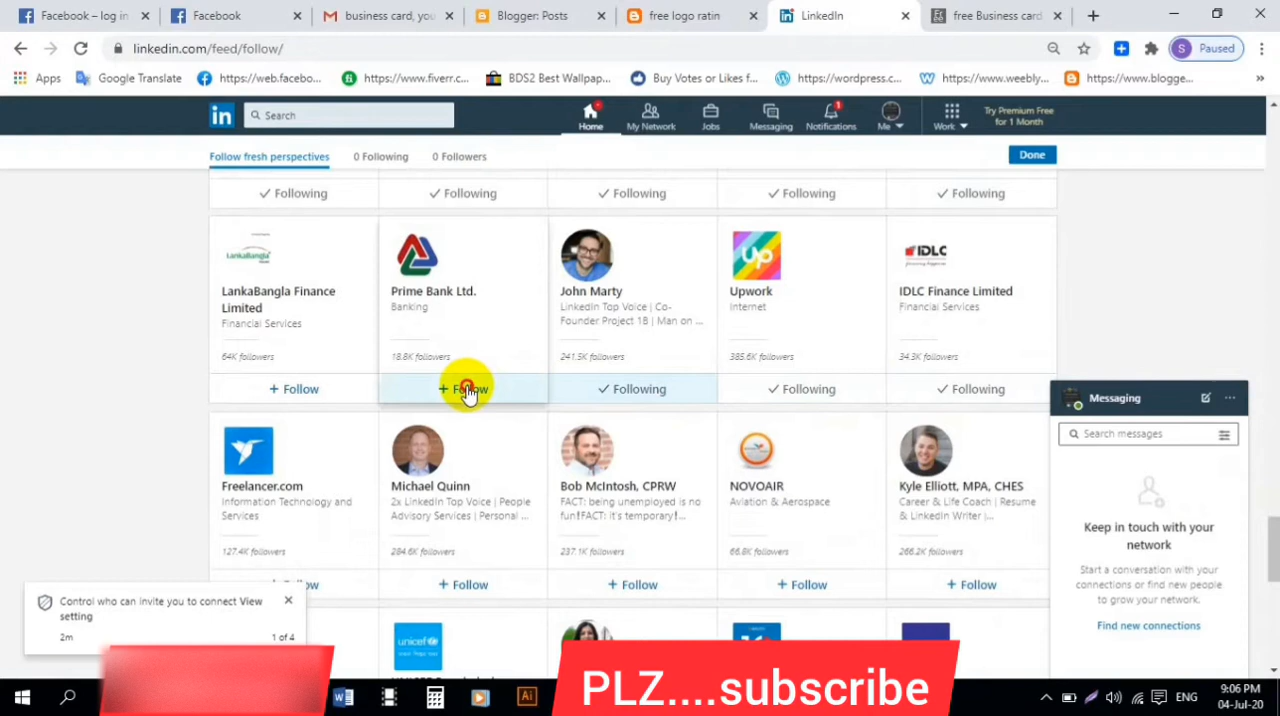 Facebook - log in
Facebook
business card, you
Blogger: Posts
free logo ratin
LinkedIn
free Business card
linkedin.com/feed/follow/
Paused
Apps
Google Translate
https://web.facebo...
https://www.fiverr.c...
BDS2 Best Wallpap...
Buy Votes or Likes f...
https://wordpress.c...
https://www.weebly...
https://www.blogge...
Search
Home
My Network
Jobs
Messaging
Notifications
Me
Work
Try Premium Free
for 1 Month
Follow fresh perspectives
0 Following
0 Followers
Done
Following
Following
Following
Following
Following
LankaBangla Finance
Limited
Financial Services
64K followers
+ Follow
Prime Bank Ltd.
Banking
18.8K followers
+ Follow
John Marty
LinkedIn Top Voice | Co-
Founder Project 18 | Man on ...
241.5K followers
Following
Upwork
Internet
385.6K followers
Following
IDLC
IDLC Finance Limited
Financial Services
34.3K followers
Following
Freelancer.com
Information Technology and
Services
127.4K followers
Michael Quinn
2x LinkedIn Top Voice | People
Advisory Services | Personal ...
284.6K followers
+ Follow
Bob McIntosh, CPRW
FACT: being unemployed is no
fun!FACT: it's temporary!...
237.1K followers
+ Follow
NOVOAIR
Aviation & Aerospace
66.8K followers
+ Follow
Kyle Elliott, MPA, CHES
Career & Life Coach | Resume
& LinkedIn Writer |...
266.2K followers
+ Follow
Messaging
Search messages
Keep in touch with your
network
Start a conversation with your
connections or find new people
to grow your network.
Find new connections
Control who can invite you to connect View
setting
2m
1 of 4
unicef
PLZ....subscribe
ENG
9:06 PM
04-Jul-20